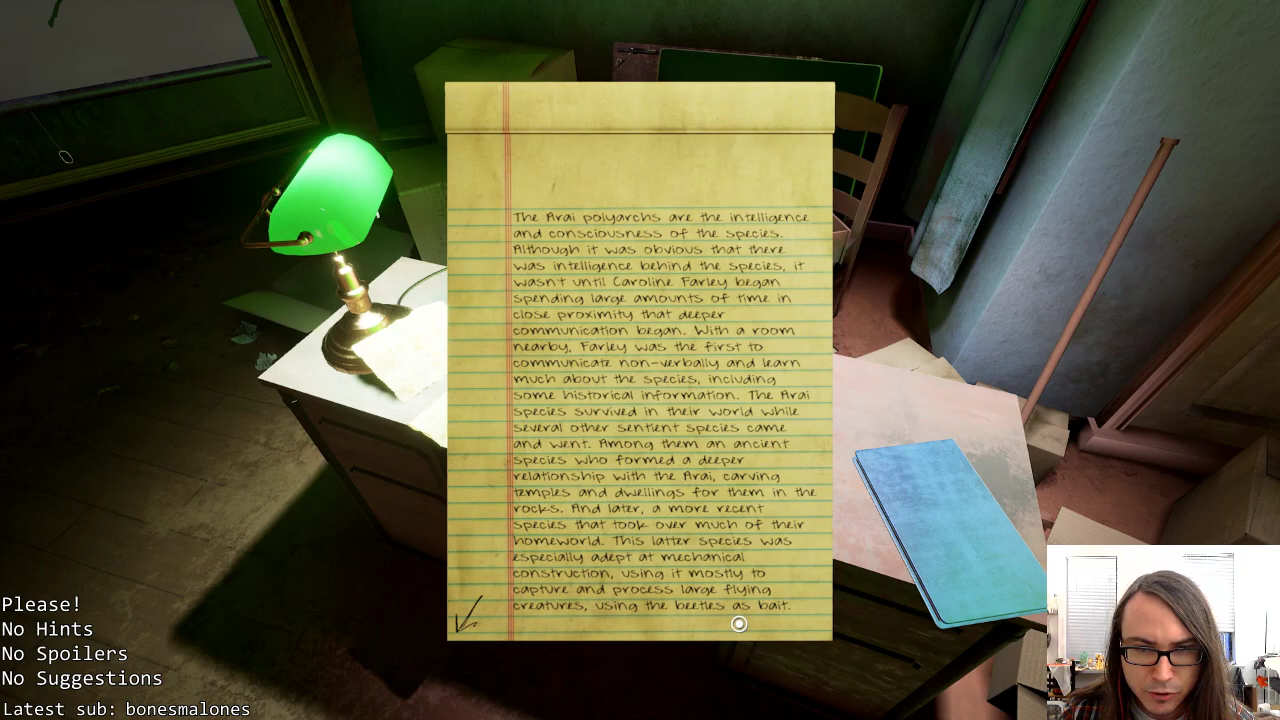 The Arai polyarchs are the intelligence
and consciousness of the species.
Although it was obvious that there
was intelligence behind the species, it
wasn't until Caroline Farley began
spending large amounts of time in
close proximity that deeper
communication began. With a room
nearby, Farley was the first to
communicate non-verbally and learn
much about the species, including
some historical information. The Arai
species survived in their world while
several other sentient species came
and went. Among them an ancient
species who formed a deeper
relationship with the Arai, carving
temples and dwellings for them in the
rocks. And later, a more recent
species that took over much of their
homeworld. This latter species was
especially adept at mechanical
construction, using it mostly to
capture and process large flying
creatures, using the beetles as bait.
Please!
No Hints
No Spoilers
No Suggestions
Latest sub: bonesmalones